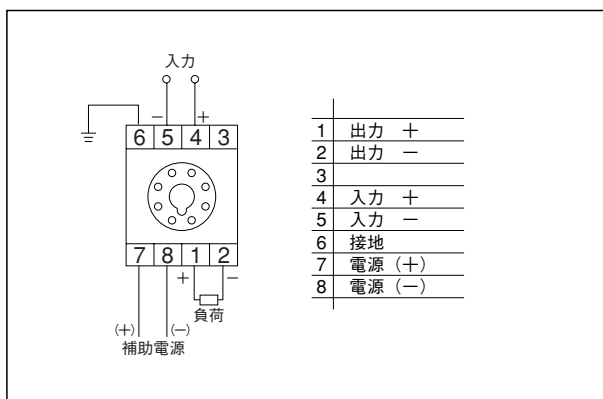 入力
− +
6 5 4 3
7 8 1 2
+ −
負荷
(+) (−)
補助電源
1 出力 +
2 出力 −
3
4 入力 +
5 入力 −
6 接地
7 電源（+）
8 電源（−）